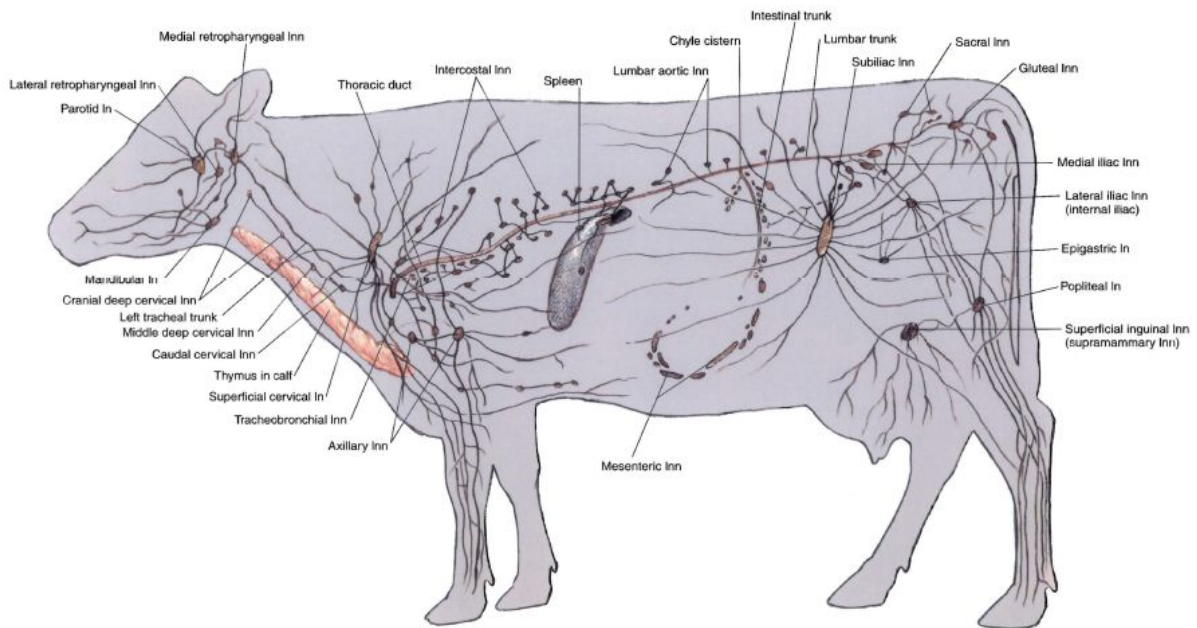 Medial retropharyngeal lnn
Lateral retropharyngeal lnn
Parotid ln
Thoracic duct
Intercostal lnn
Spleen
Lumbar aortic lnn
Chyle cistern
Intestinal trunk
Lumbar trunk
Subiliac lnn
Sacral lnn
Gluteal lnn
Medial iliac lnn
Lateral iliac lnn
(internal iliac)
Epigastric ln
Popliteal ln
Superficial inguinal lnn
(supramammary lnn)
Mandibular ln
Cranial deep cervical lnn
Left tracheal trunk
Middle deep cervical lnn
Caudal cervical lnn
Thymus in calf
Superficial cervical ln
Tracheobronchial lnn
Axillary lnn
Mesenteric lnn